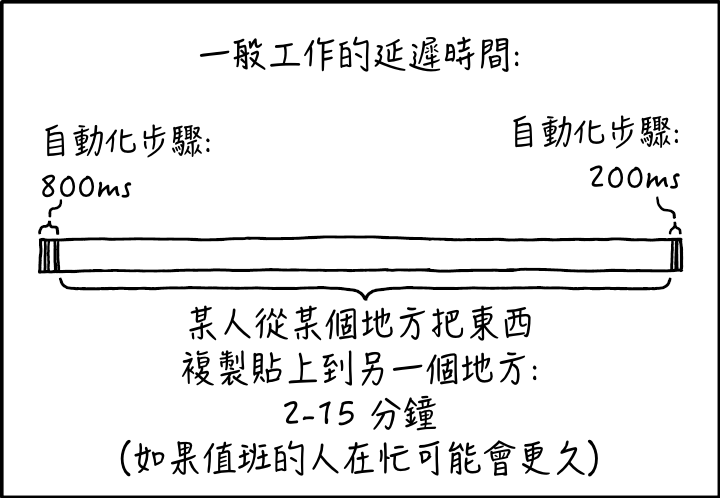 一般工作的延遲時間:
自動化步驟:
800ms
自動化步驟:
200ms
某人從某個地方把東西
複製貼上到另一個地方:
2-15 分鐘
(如果值班的人在忙可能會更久)